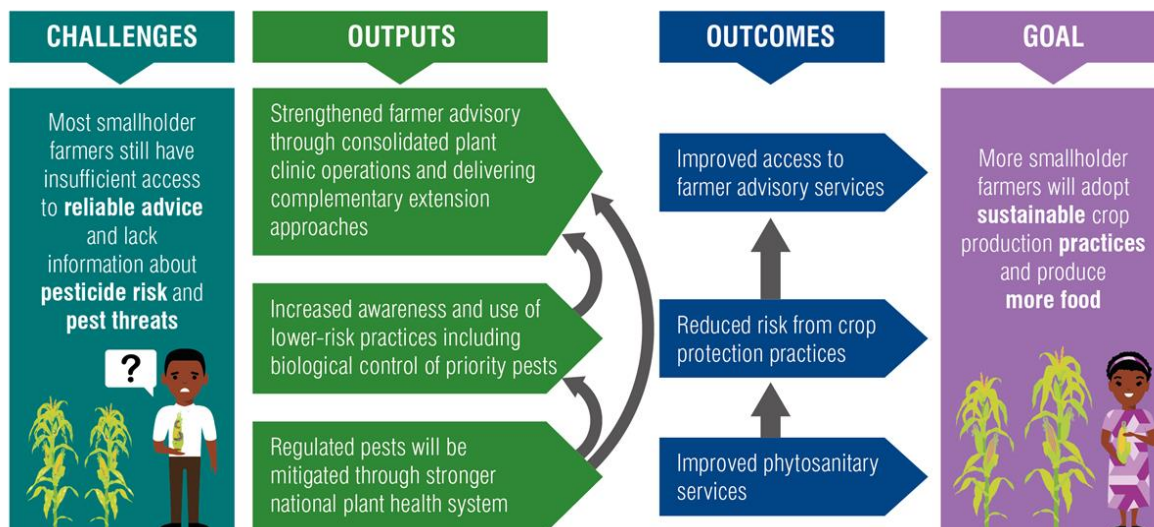 CHALLENGES
Most smallholder
farmers still have
insufficient access
to reliable advice
and lack
information about
pesticide risk and
pest threats
?
OUTPUTS
Strengthened farmer advisory
through consolidated plant
clinic operations and delivering
complementary extension
approaches
Increased awareness and use of
lower-risk practices including
biological control of priority pests
Regulated pests will be
mitigated through stronger
national plant health system
OUTCOMES
Improved access to
farmer advisory services
Reduced risk from crop
protection practices
Improved phytosanitary
services
GOAL
More smallholder
farmers will adopt
sustainable crop
production practices
and produce
more food